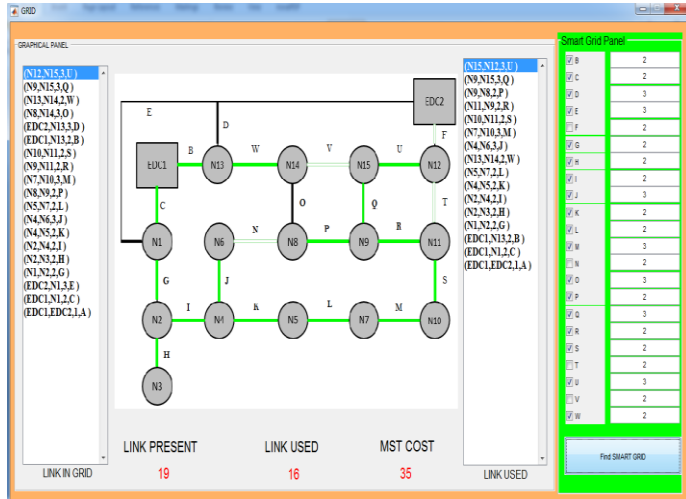 GRID
GRAPHICAL PANEL
(N12,N15,3,U )
(N9,N15,3,Q )
(N13,N14,2,W )
(N8,N14,3,O )
(EDC2,N13,3,D )
(EDC1,N13,2,B )
(N10,N11,2,S )
(N9,N11,2,R )
(N7,N10,3,M )
(N8,N9,2,P )
(N5,N7,2,L )
(N4,N6,3,J )
(N4,N5,2,K )
(N2,N4,2,I )
(N2,N3,2,H )
(N1,N2,2,G )
(EDC2,N1,3,E )
(EDC1,N1,2,C )
(EDC1,EDC2,1,A )
LINK IN GRID
EDC2
E
D
F
B
W
V
U
EDC1
N13
N14
N15
N12
C
O
Q
T
N
P
R
N1
N6
N8
N9
N11
G
J
S
I
K
L
M
N2
N4
N5
N7
N10
H
N3
LINK PRESENT
LINK USED
MST COST
19
16
35
(N15,N12,3,U )
(N9,N15,3,Q )
(N9,N8,2,P )
(N11,N9,2,R )
(N10,N11,2,S )
(N7,N10,3,M )
(N4,N6,3,J )
(N13,N14,2,W )
(N5,N7,2,L )
(N4,N5,2,K )
(N2,N4,2,I )
(N2,N3,2,H )
(N1,N2,2,G )
(EDC1,N13,2,B )
(EDC1,N1,2,C )
(EDC1,EDC2,1,A )
LINK USED
Smart Grid Panel
B 2
C 2
D 3
E 3
F 2
G 2
H 2
I 2
J 3
K 2
L 2
M 3
N 2
O 3
P 2
Q 3
R 2
S 2
T 2
U 3
V 2
W 2
Find SMART GRID